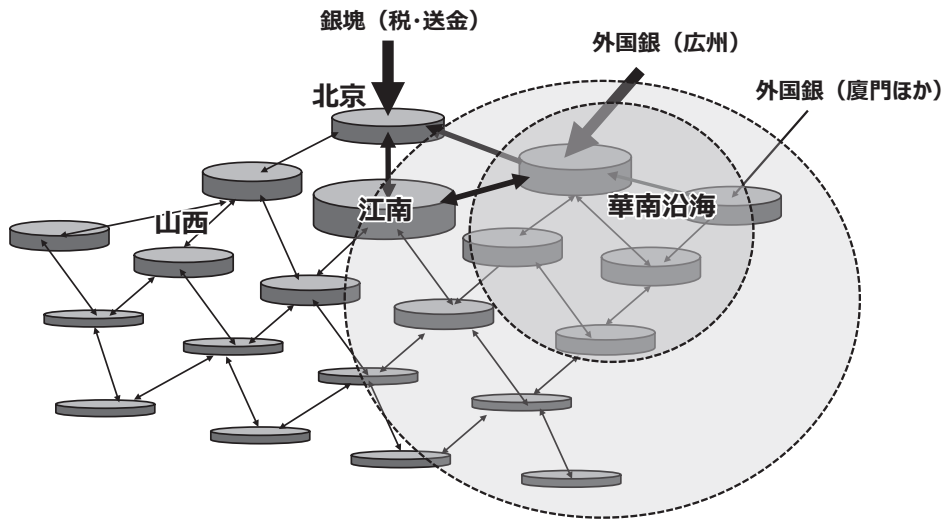 銀塊（税・送金）
外国銀（広州）
外国銀（廈門ほか）
北京
江南
華南沿海
山西